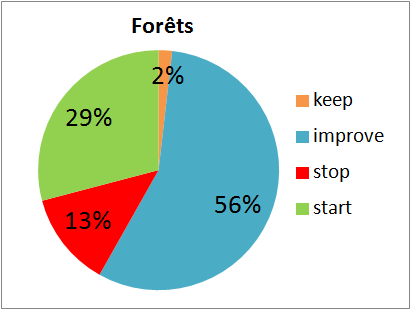 Forêts
2%
29%
13%
56%
keep
improve
stop
start